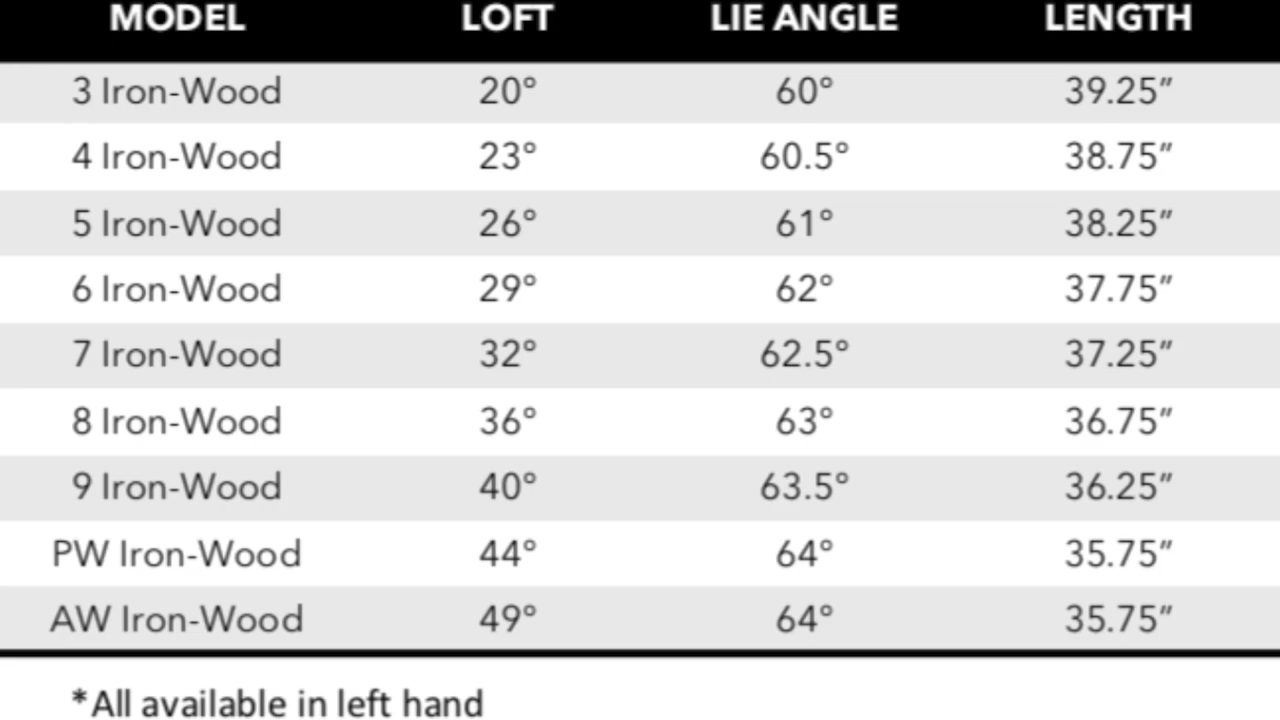 MODEL LOFT LIE ANGLE LENGTH
3 Iron-Wood 20° 60° 39.25″
4 Iron-Wood 23° 60.5° 38.75″
5 Iron-Wood 26° 61° 38.25″
6 Iron-Wood 29° 62° 37.75″
7 Iron-Wood 32° 62.5° 37.25″
8 Iron-Wood 36° 63° 36.75″
9 Iron-Wood 40° 63.5° 36.25″
PW Iron-Wood 44° 64° 35.75″
AW Iron-Wood 49° 64° 35.75″
*All available in left hand